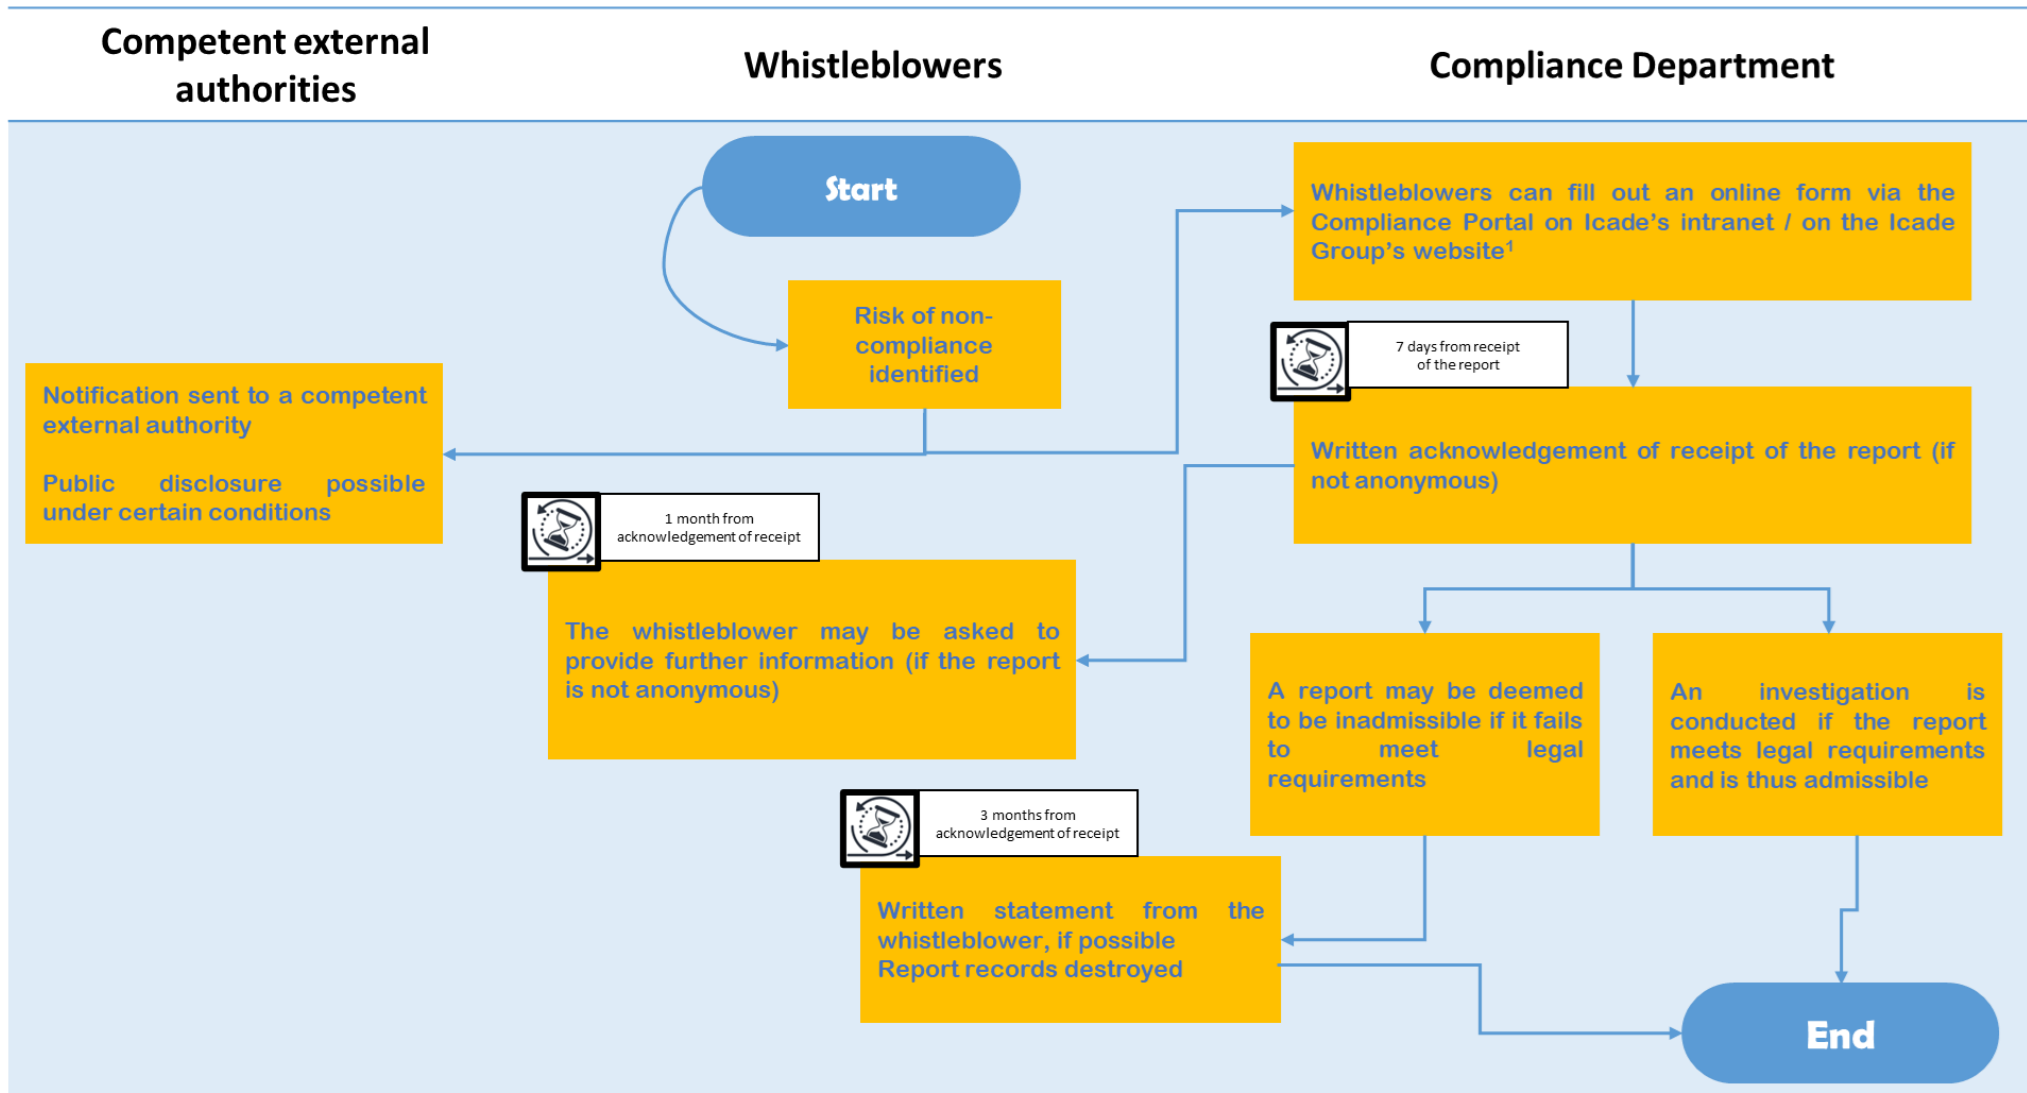 Competent external
authorities
Whistleblowers
Compliance Department
Start
Whistleblowers can fill out an online form via the
Compliance Portal on Icade's intranet / on the Icade
Group's website¹
Risk of non-
compliance
identified
7 days from receipt
of the report
Notification sent to a competent
external authority
Public disclosure possible
under certain conditions
Written acknowledgement of receipt of the report (if
not anonymous)
1 month from
acknowledgement of receipt
The whistleblower may be asked to
provide further information (if the report
is not anonymous)
A report may be deemed
to be inadmissible if it fails
to meet legal
requirements
An investigation is
conducted if the report
meets legal requirements
and is thus admissible
3 months from
acknowledgement of receipt
Written statement from the
whistleblower, if possible
Report records destroyed
End